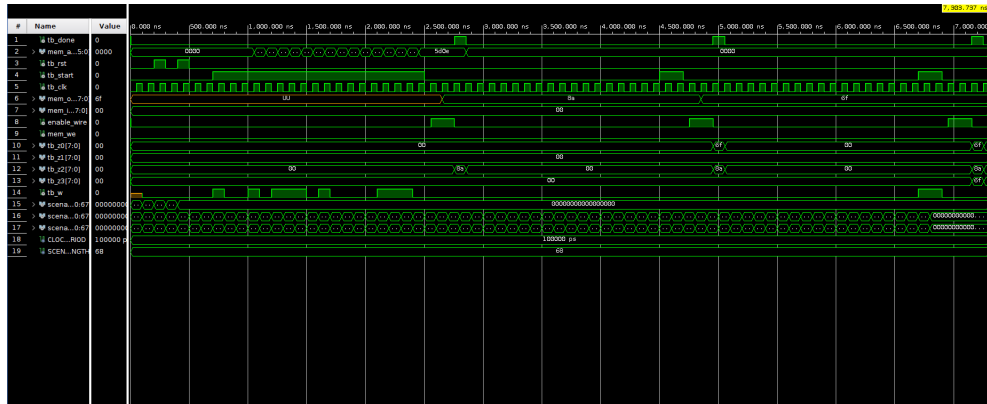 7,303.737 ns
# Name Value 0.000 ns 500.000 ns 1,000.000 ns 1,500.000 ns 2,000.000 ns 2,500.000 ns 3,000.000 ns 3,500.000 ns 4,000.000 ns 4,500.000 ns 5,000.000 ns 5,500.000 ns 6,000.000 ns 6,500.000 ns 7,000.00
1 tb_done 0
2 mem_a...5:0 0000 0000 5d0e 0000
3 tb_rst 0
4 tb_start 0
5 tb_clk 0
6 mem_o...7:0] 6f UU 8a 6f
7 mem_i...7:0] 00 00
8 enable_wire 0
9 mem_we 0
10 tb_z0[7:0] 00 00 6f 00 6f
11 tb_z1[7:0] 00 00
12 tb_z2[7:0] 00 00 8a 00 8a 00 8a
13 tb_z3[7:0] 00 00 6f
14 tb_w 0
15 scena...0:67 00000000 00000000000000000
16 scena...0:67 00000000 00000000000...
17 scena...0:67 00000000 00000000000...
18 CLOC...RIOD 100000 p 100000 ps
19 SCEN...NGTH 68 68